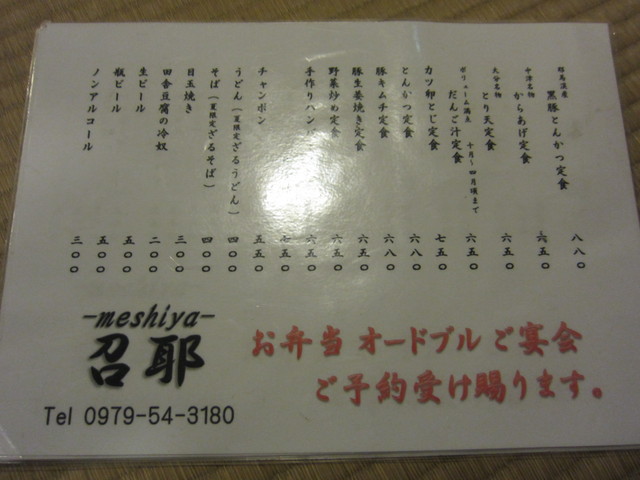 耶馬渓産
黒豚とんかつ定食 八八〇
中津名物
からあげ定食 六五〇
大分名物
とり天定食 六五〇
ボリューム満点 十月～四月頃まで
だんご汁定食 六五〇
カツ卵とじ定食 七五〇
とんかつ定食 六八〇
豚キムチ定食 六八〇
豚生姜焼き定食 六五〇
野菜炒め定食 六五〇
手作りハンバ 六五〇
七五〇
チャンポン 五五〇
うどん（夏限定ざるうどん） 四〇〇
そば（夏限定ざるそば） 四〇〇
目玉焼き 三〇〇
田舎豆腐の冷奴 二〇〇
生ビール 五五〇
瓶ビール 五〇〇
ノンアルコール 三〇〇
-meshiya-
召耶
Tel 0979-54-3180
お弁当 オードブル ご宴会
ご予約受け賜ります。